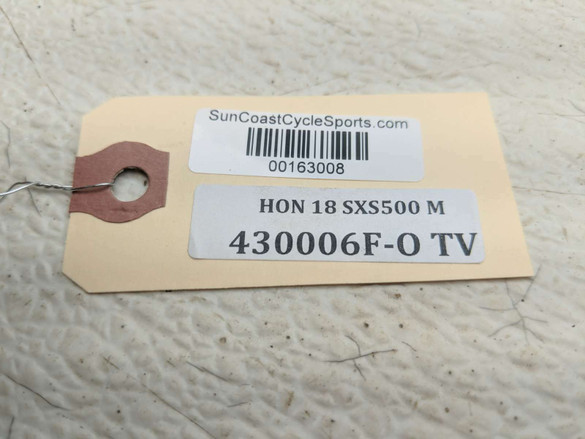 SunCoastCycleSports.com
00163008
HON 18 SXS500 M
430006F-O TV